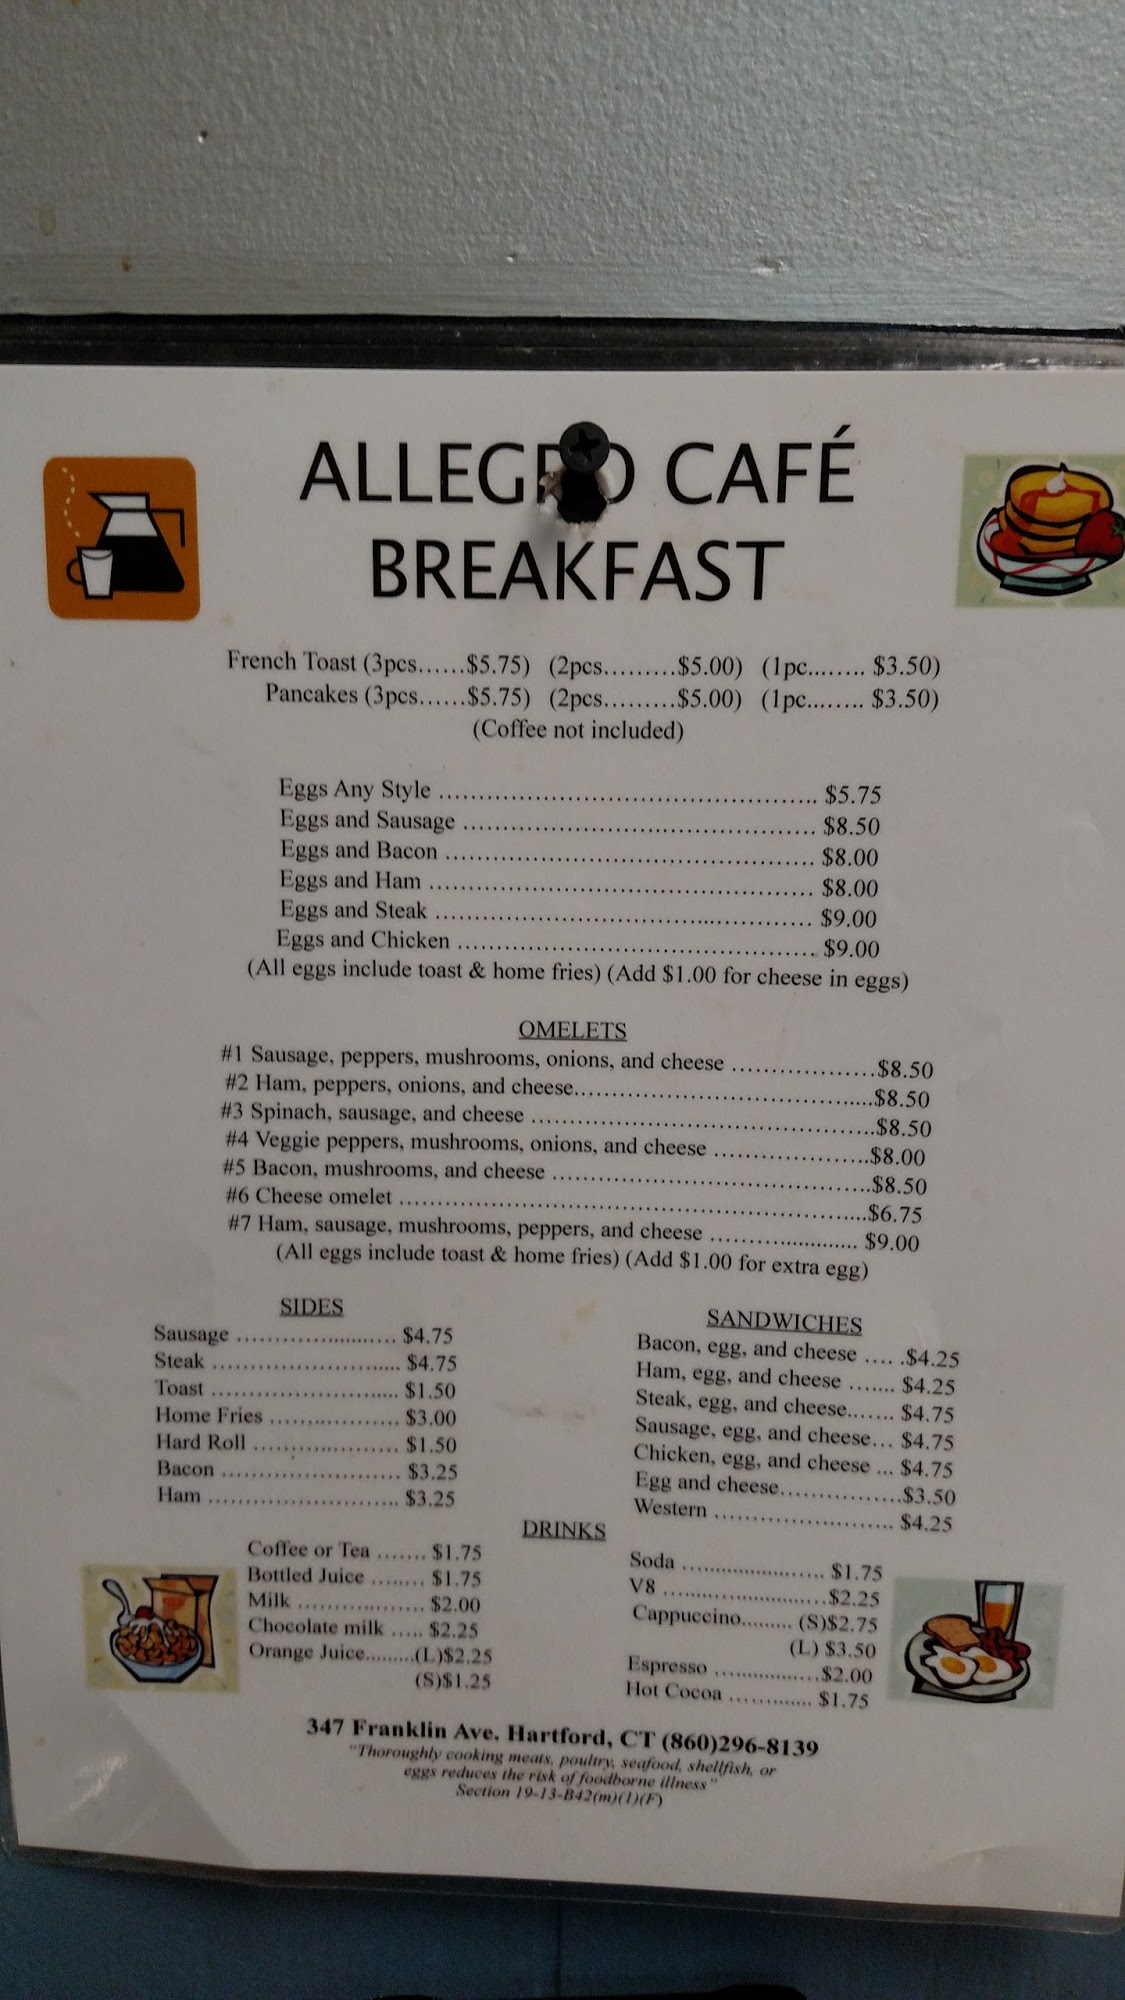 ALLEGRO CAFÉ
BREAKFAST
French Toast (3pcs......$5.75) (2pcs.........$5.00) (1pc........ $3.50)
Pancakes (3pcs......$5.75) (2pcs.........$5.00) (1pc........ $3.50)
(Coffee not included)
Eggs Any Style ........................................................ $5.75
Eggs and Sausage .................................................... $8.50
Eggs and Bacon ...................................................... $8.00
Eggs and Ham ........................................................ $8.00
Eggs and Steak ....................................................... $9.00
Eggs and Chicken .................................................... $9.00
(All eggs include toast & home fries) (Add $1.00 for cheese in eggs)
OMELETS
#1 Sausage, peppers, mushrooms, onions, and cheese ...................$8.50
#2 Ham, peppers, onions, and cheese..........................................$8.50
#3 Spinach, sausage, and cheese ................................................$8.50
#4 Veggie peppers, mushrooms, onions, and cheese .....................$8.00
#5 Bacon, mushrooms, and cheese .............................................$8.50
#6 Cheese omelet ...................................................................$6.75
#7 Ham, sausage, mushrooms, peppers, and cheese ..................... $9.00
(All eggs include toast & home fries) (Add $1.00 for extra egg)
SIDES
Sausage ........................ $4.75
Steak ............................ $4.75
Toast ............................ $1.50
Home Fries ................... $3.00
Hard Roll ...................... $1.50
Bacon ........................... $3.25
Ham ............................. $3.25
SANDWICHES
Bacon, egg, and cheese .... .$4.25
Ham, egg, and cheese ....... $4.25
Steak, egg, and cheese....... $4.75
Sausage, egg, and cheese... $4.75
Chicken, egg, and cheese ... $4.75
Egg and cheese.................$3.50
Western .......................... $4.25
DRINKS
Coffee or Tea ....... $1.75
Bottled Juice ........ $1.75
Milk ................... $2.00
Chocolate milk ..... $2.25
Orange Juice.........(L)$2.25
(S)$1.25
Soda ...................... $1.75
V8 .........................$2.25
Cappuccino......... (S)$2.75
(L) $3.50
Espresso ................$2.00
Hot Cocoa ............. $1.75
347 Franklin Ave. Hartford, CT (860)296-8139
"Thoroughly cooking meats, poultry, seafood, shellfish, or
eggs reduces the risk of foodborne illness"
Section 19-13-B42(m)(1)(F)